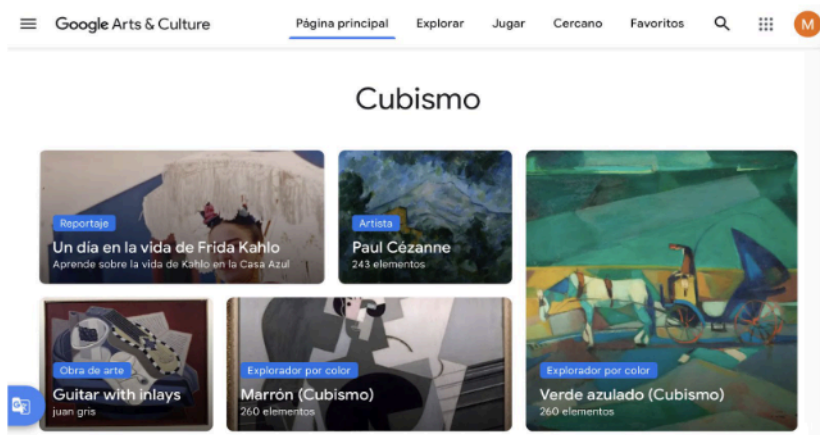 Google Arts & Culture
Página principal Explorar Jugar Cercano Favoritos
M
Cubismo
Reportaje
Un día en la vida de Frida Kahlo
Aprende sobre la vida de Kahlo en la Casa Azul
Artista
Paul Cézanne
243 elementos
Obra de arte
Guitar with inlays
juan gris
Explorador por color
Marrón (Cubismo)
260 elementos
Explorador por color
Verde azulado (Cubismo)
260 elementos